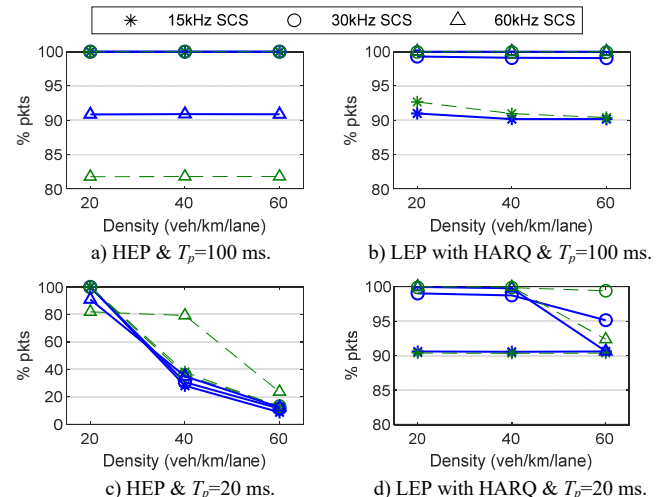 15kHz SCS 30kHz SCS 60kHz SCS
100
95
90
85
80
% pkts
20 40 60
Density (veh/km/lane)
a) HEP & Tp=100 ms.
100
95
90
85
80
% pkts
20 40 60
Density (veh/km/lane)
b) LEP with HARQ & Tp=100 ms.
100
80
60
40
20
0
% pkts
20 40 60
Density (veh/km/lane)
c) HEP & Tp=20 ms.
100
95
90
85
80
% pkts
20 40 60
Density (veh/km/lane)
d) LEP with HARQ & Tp=20 ms.